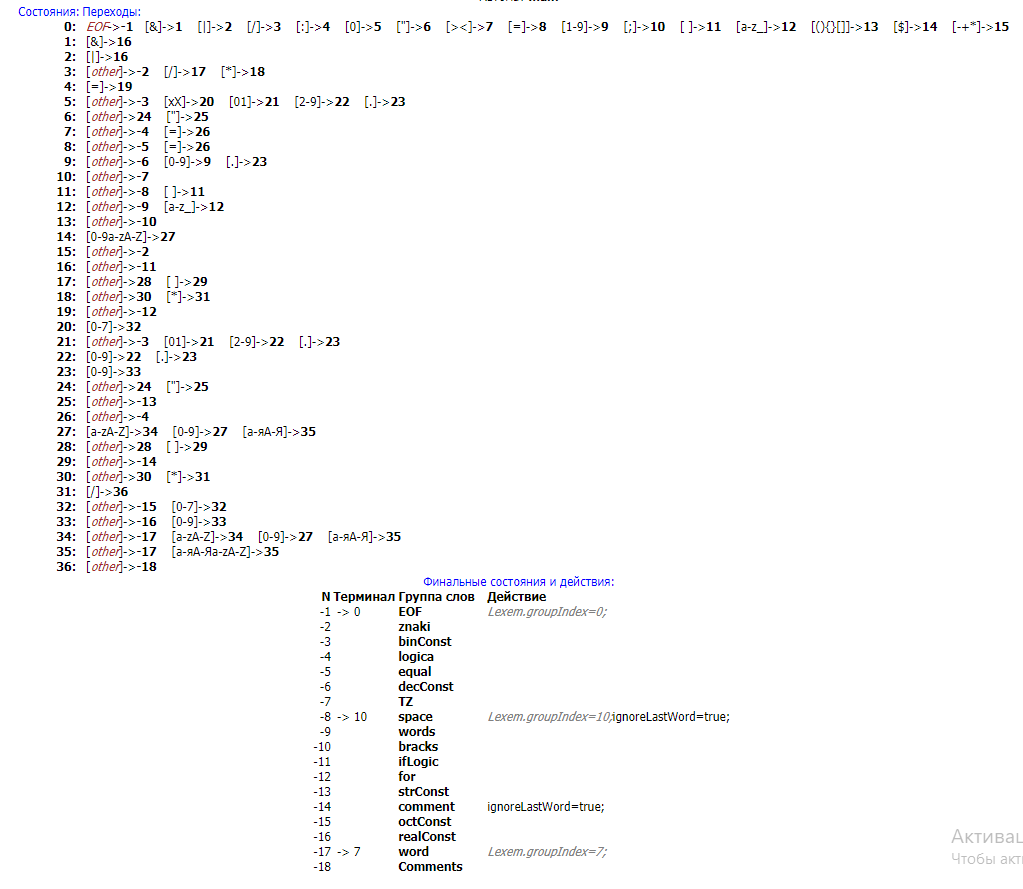 Состояния: Переходы:
0: EOF->-1 [&]->1 [|]->2 [/]->3 [:]->4 [0]->5 ["]->6 [><]->7 [=]->8 [1-9]->9 [;]->10 [ ]->11 [a-z_]->12 [(){}[]]->13 [$]->14 [-+*]->15
1: [&]->16
2: [|]->16
3: [other]->-2 [/]->17 [*]->18
4: [=]->19
5: [other]->-3 [xX]->20 [01]->21 [2-9]->22 [.]->23
6: [other]->24 ["]->25
7: [other]->-4 [=]->26
8: [other]->-5 [=]->26
9: [other]->-6 [0-9]->9 [.]->23
10: [other]->-7
11: [other]->-8 [ ]->11
12: [other]->-9 [a-z_]->12
13: [other]->-10
14: [0-9a-zA-Z]->27
15: [other]->-2
16: [other]->-11
17: [other]->28 [ ]->29
18: [other]->30 [*]->31
19: [other]->-12
20: [0-7]->32
21: [other]->-3 [01]->21 [2-9]->22 [.]->23
22: [0-9]->22 [.]->23
23: [0-9]->33
24: [other]->24 ["]->25
25: [other]->-13
26: [other]->-4
27: [a-zA-Z]->34 [0-9]->27 [а-яА-Я]->35
28: [other]->28 [ ]->29
29: [other]->-14
30: [other]->30 [*]->31
31: [/]->36
32: [other]->-15 [0-7]->32
33: [other]->-16 [0-9]->33
34: [other]->-17 [a-zA-Z]->34 [0-9]->27 [а-яА-Я]->35
35: [other]->-17 [а-яА-Яa-zA-Z]->35
36: [other]->-18
Финальные состояния и действия:
N Терминал Группа слов Действие
-1 -> 0 EOF Lexem.groupIndex=0;
-2 znaki
-3 binConst
-4 logica
-5 equal
-6 decConst
-7 TZ
-8 -> 10 space Lexem.groupIndex=10;ignoreLastWord=true;
-9 words
-10 bracks
-11 ifLogic
-12 for
-13 strConst
-14 comment ignoreLastWord=true;
-15 octConst
-16 realConst
-17 -> 7 word Lexem.groupIndex=7;
-18 Comments
Активац
Чтобы акти